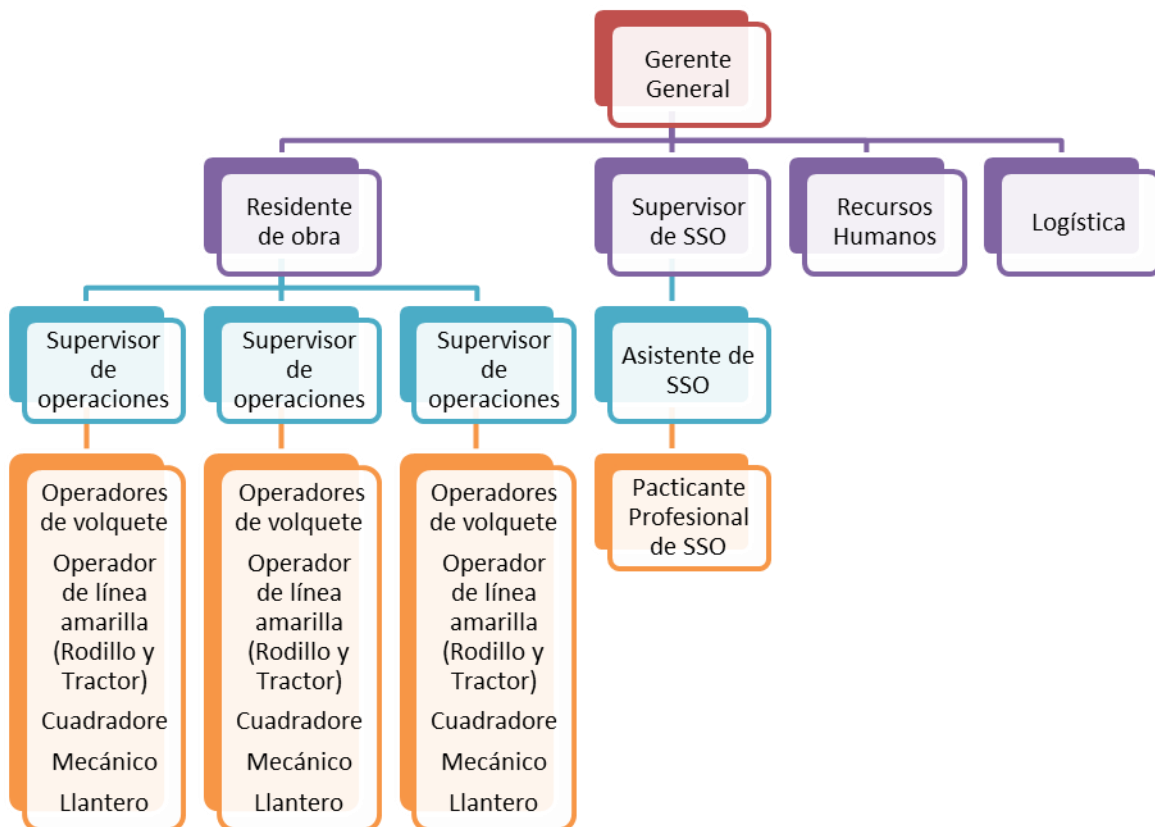 Gerente
General
Residente
de obra
Supervisor
de SSO
Recursos
Humanos
Logística
Supervisor
de
operaciones
Supervisor
de
operaciones
Supervisor
de
operaciones
Asistente de
SSO
Operadores
de volquete
Operador
de línea
amarilla
(Rodillo y
Tractor)
Cuadradore
Mecánico
Llantero
Operadores
de volquete
Operador
de línea
amarilla
(Rodillo y
Tractor)
Cuadradore
Mecánico
Llantero
Operadores
de volquete
Operador
de línea
amarilla
(Rodillo y
Tractor)
Cuadradore
Mecánico
Llantero
Pacticante
Profesional
de SSO